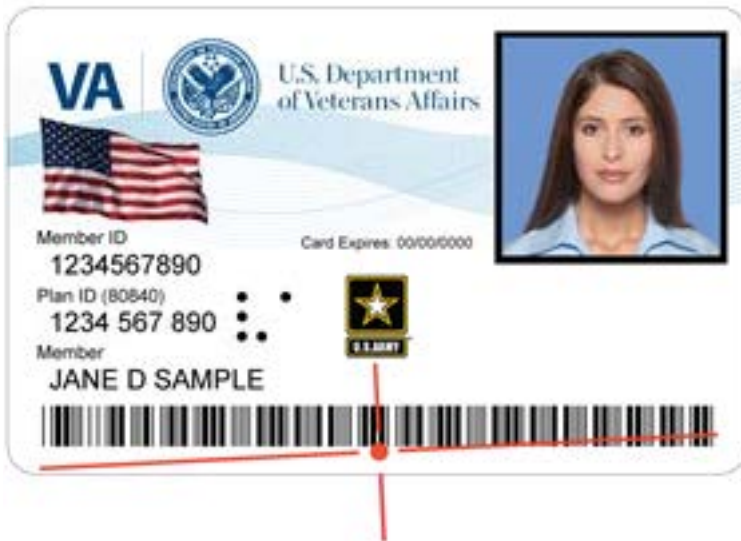 VA
U.S. Department
of Veterans Affairs
Member ID
Card Expires: 00/00/0000
1234567890
Plan ID (80840)
1234 567 890
U.S.ARMY
Member
JANE D SAMPLE